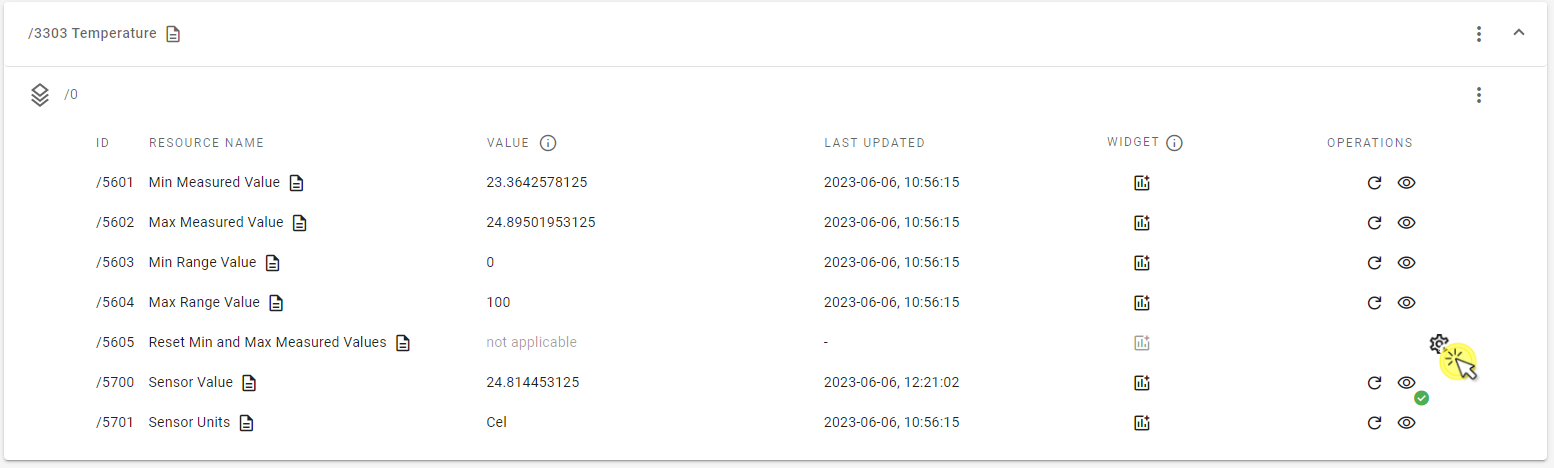 /3303 Temperature
/0
ID RESOURCE NAME VALUE LAST UPDATED WIDGET OPERATIONS
/5601 Min Measured Value 23.3642578125 2023-06-06, 10:56:15
/5602 Max Measured Value 24.89501953125 2023-06-06, 10:56:15
/5603 Min Range Value 0 2023-06-06, 10:56:15
/5604 Max Range Value 100 2023-06-06, 10:56:15
/5605 Reset Min and Max Measured Values not applicable -
/5700 Sensor Value 24.814453125 2023-06-06, 12:21:02
/5701 Sensor Units Cel 2023-06-06, 10:56:15